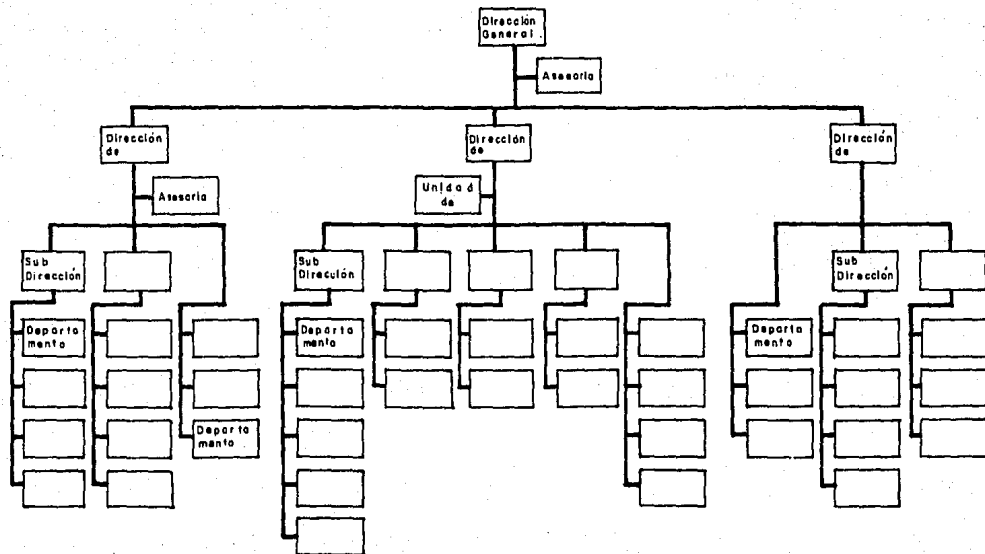 Dirección
General
Asesoria
Dirección
de
Dirección
de
Dirección
de
Asesoria
Unidad
de
Sub
Dirección
Sub
Dirección
Sub
Dirección
Departa
mento
Departa
mento
Departa
mento
Departa
mento